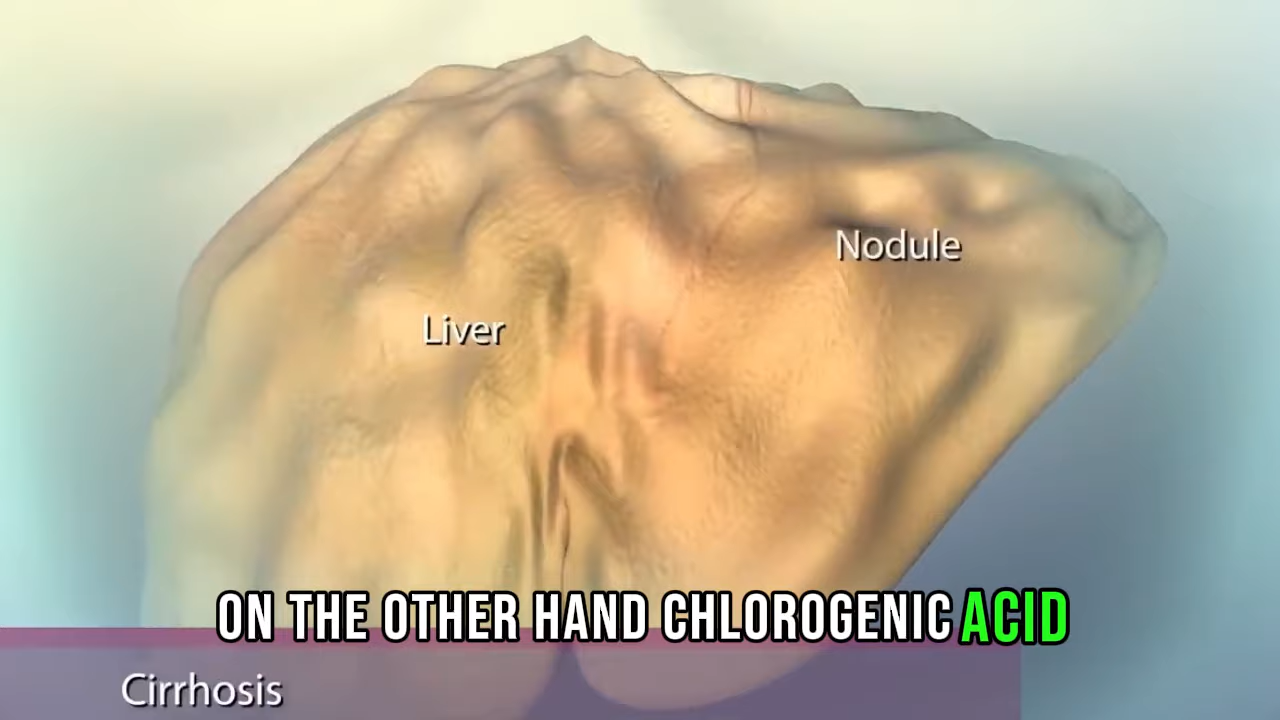 Nodule
Liver
ON THE OTHER HAND CHLOROGENIC ACID
Cirrhosis